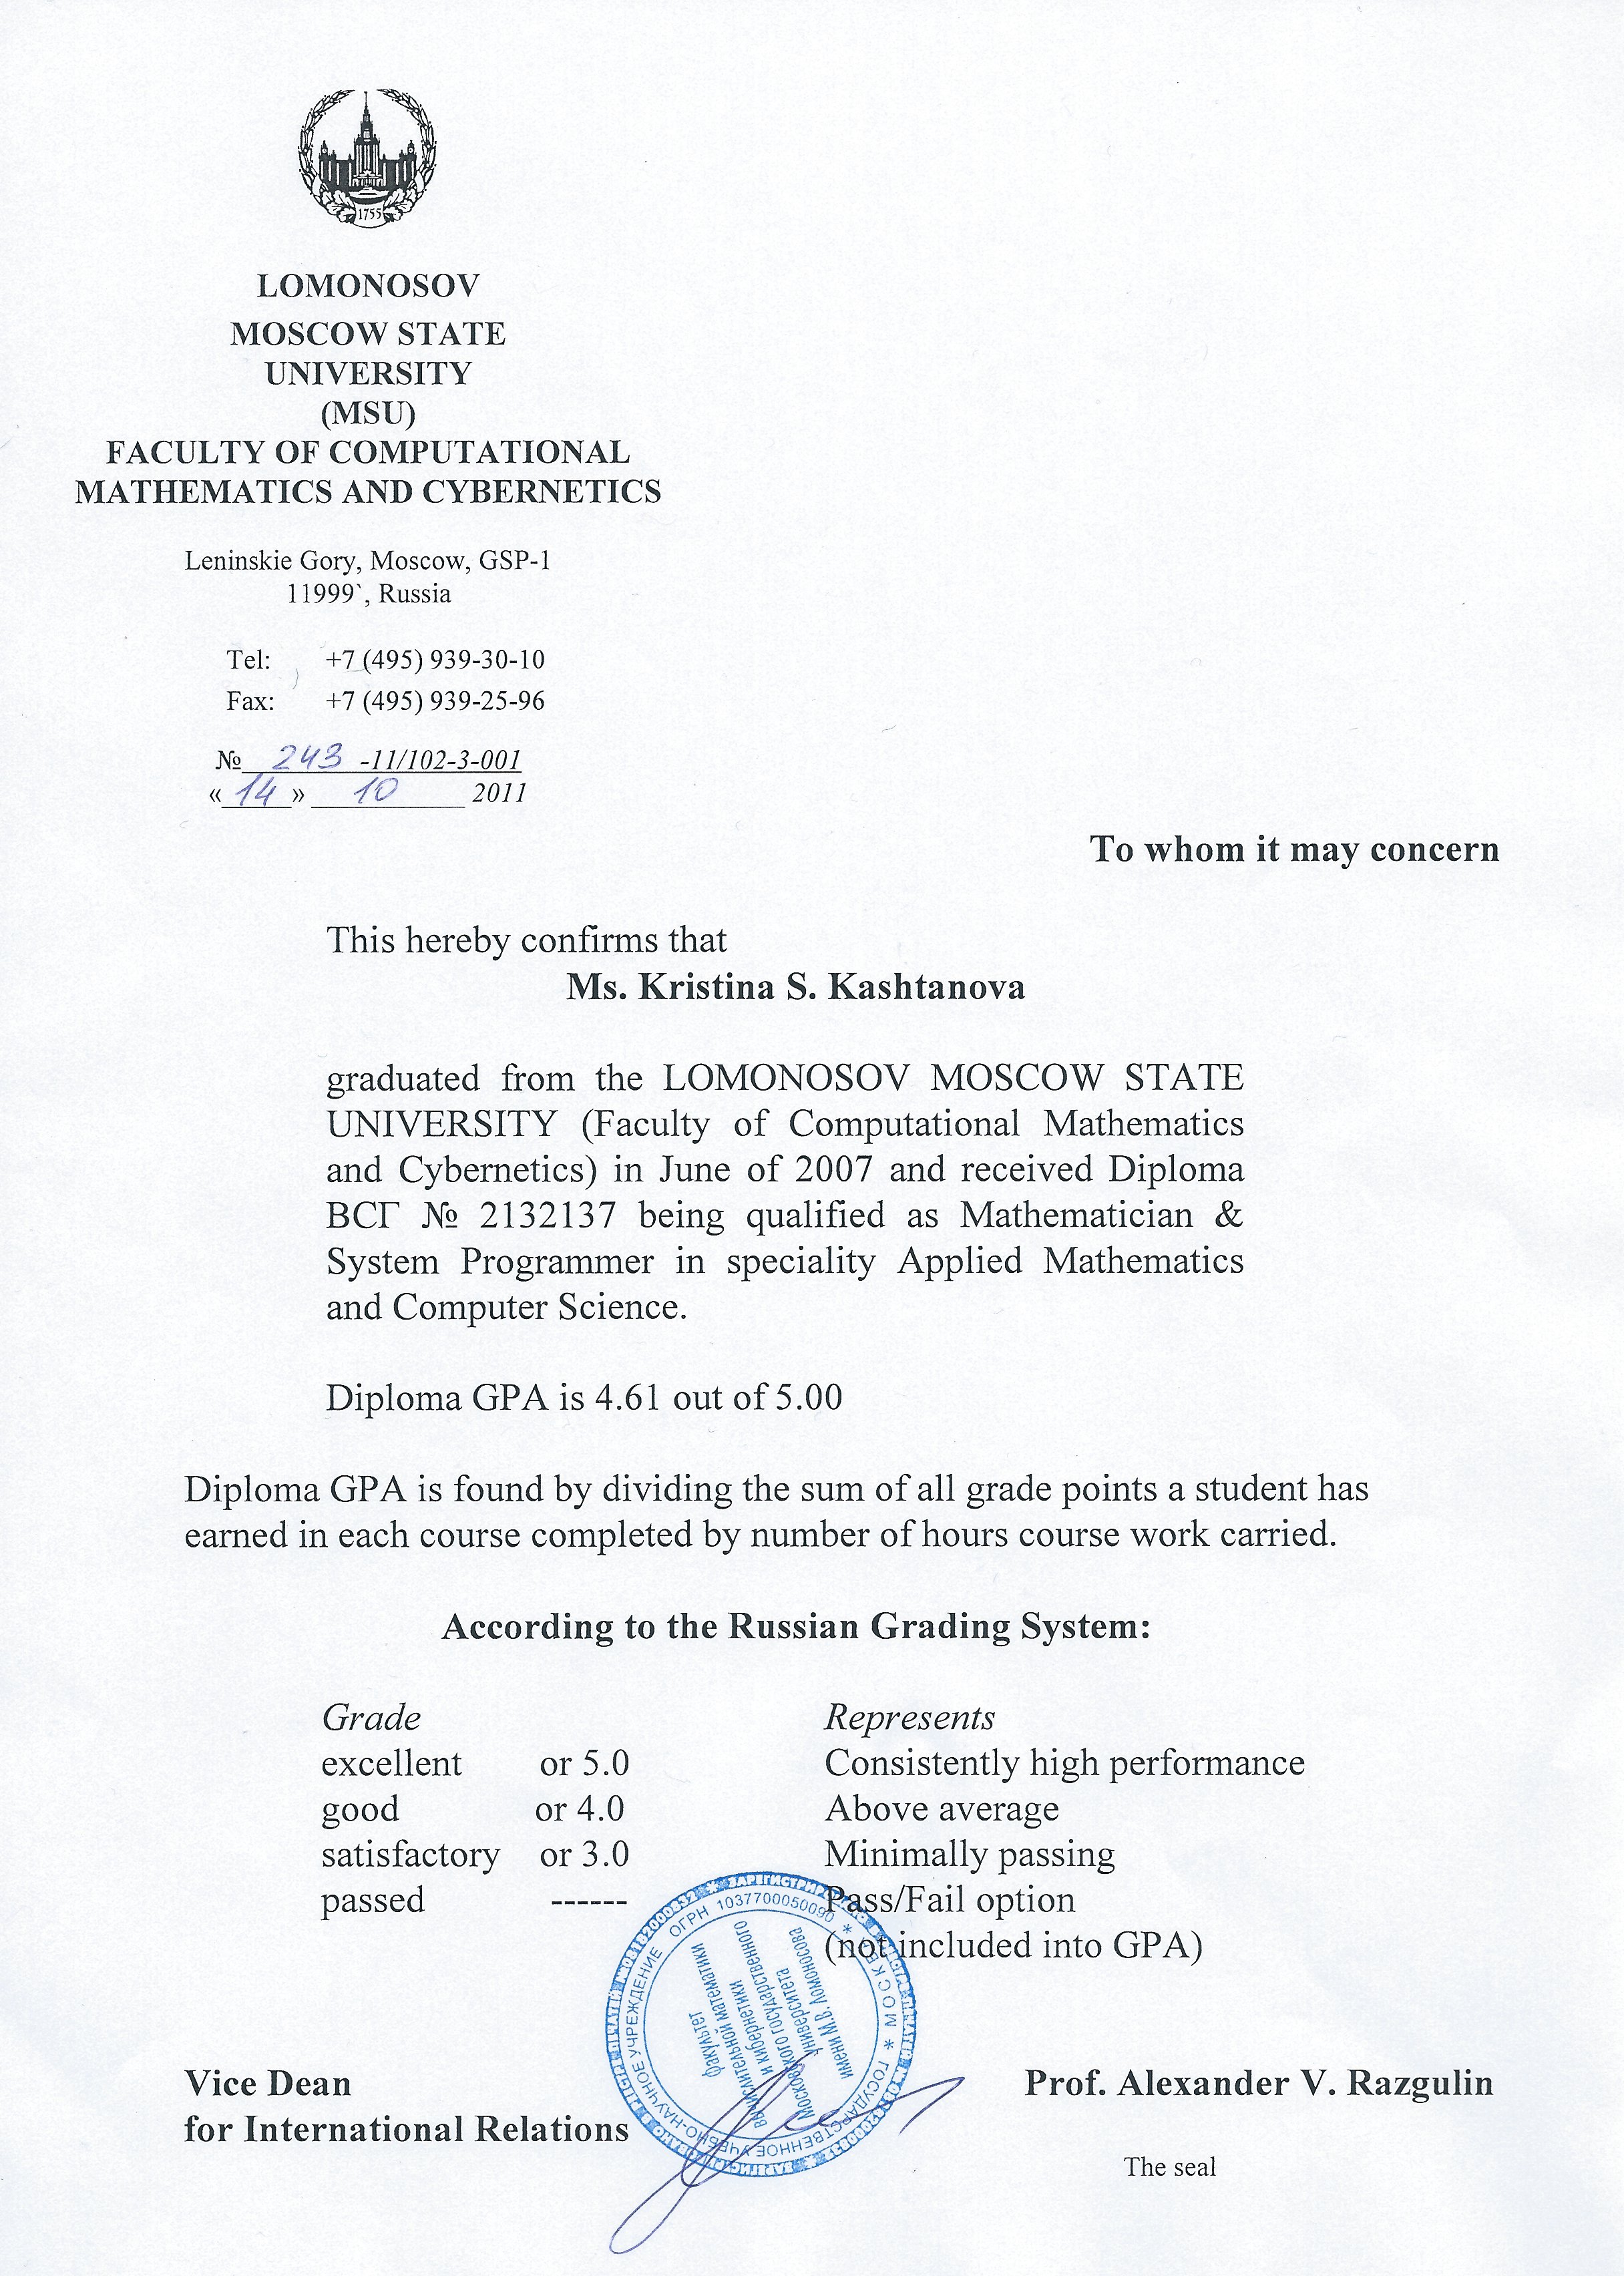 1755
LOMONOSOV
MOSCOW STATE
UNIVERSITY
(MSU)
FACULTY OF COMPUTATIONAL
MATHEMATICS AND CYBERNETICS
Leninskie Gory, Moscow, GSP-1
11999`, Russia
Tel: +7 (495) 939-30-10
Fax: +7 (495) 939-25-96
№ 243 -11/102-3-001
« 14 » 10 2011
To whom it may concern
This hereby confirms that
Ms. Kristina S. Kashtanova
graduated from the LOMONOSOV MOSCOW STATE
UNIVERSITY (Faculty of Computational Mathematics
and Cybernetics) in June of 2007 and received Diploma
ВСГ № 2132137 being qualified as Mathematician &
System Programmer in speciality Applied Mathematics
and Computer Science.
Diploma GPA is 4.61 out of 5.00
Diploma GPA is found by dividing the sum of all grade points a student has
earned in each course completed by number of hours course work carried.
According to the Russian Grading System:
Grade Represents
excellent or 5.0 Consistently high performance
good or 4.0 Above average
satisfactory or 3.0 Minimally passing
passed ------ Pass/Fail option
(not included into GPA)
ГОСУДАРСТВЕННОЕ УЧЕБНО-НАУЧНОЕ УЧРЕЖДЕНИЕ ОГРН 1037700050090 * МОСКВА *
факультет
вычислительной математики
и кибернетики
Московского государственного
университета
имени М.В. Ломоносова
Vice Dean
for International Relations
Prof. Alexander V. Razgulin
The seal